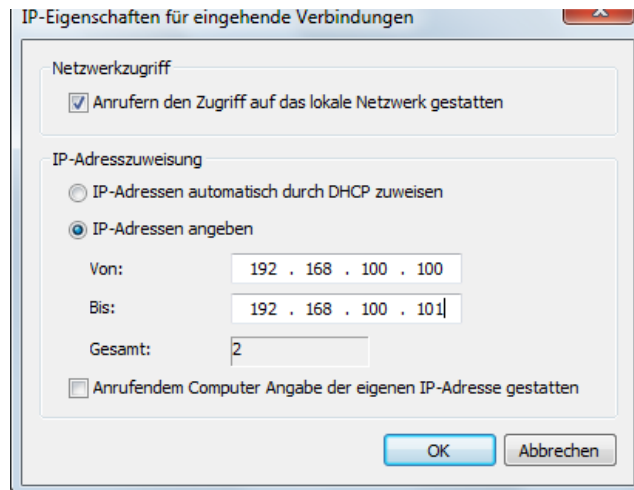 IP-Eigenschaften für eingehende Verbindungen
Netzwerkzugriff
Anrufern den Zugriff auf das lokale Netzwerk gestatten
IP-Adresszuweisung
IP-Adressen automatisch durch DHCP zuweisen
IP-Adressen angeben
Von: 192 . 168 . 100 . 100
Bis: 192 . 168 . 100 . 101
Gesamt: 2
Anrufendem Computer Angabe der eigenen IP-Adresse gestatten
OK Abbrechen